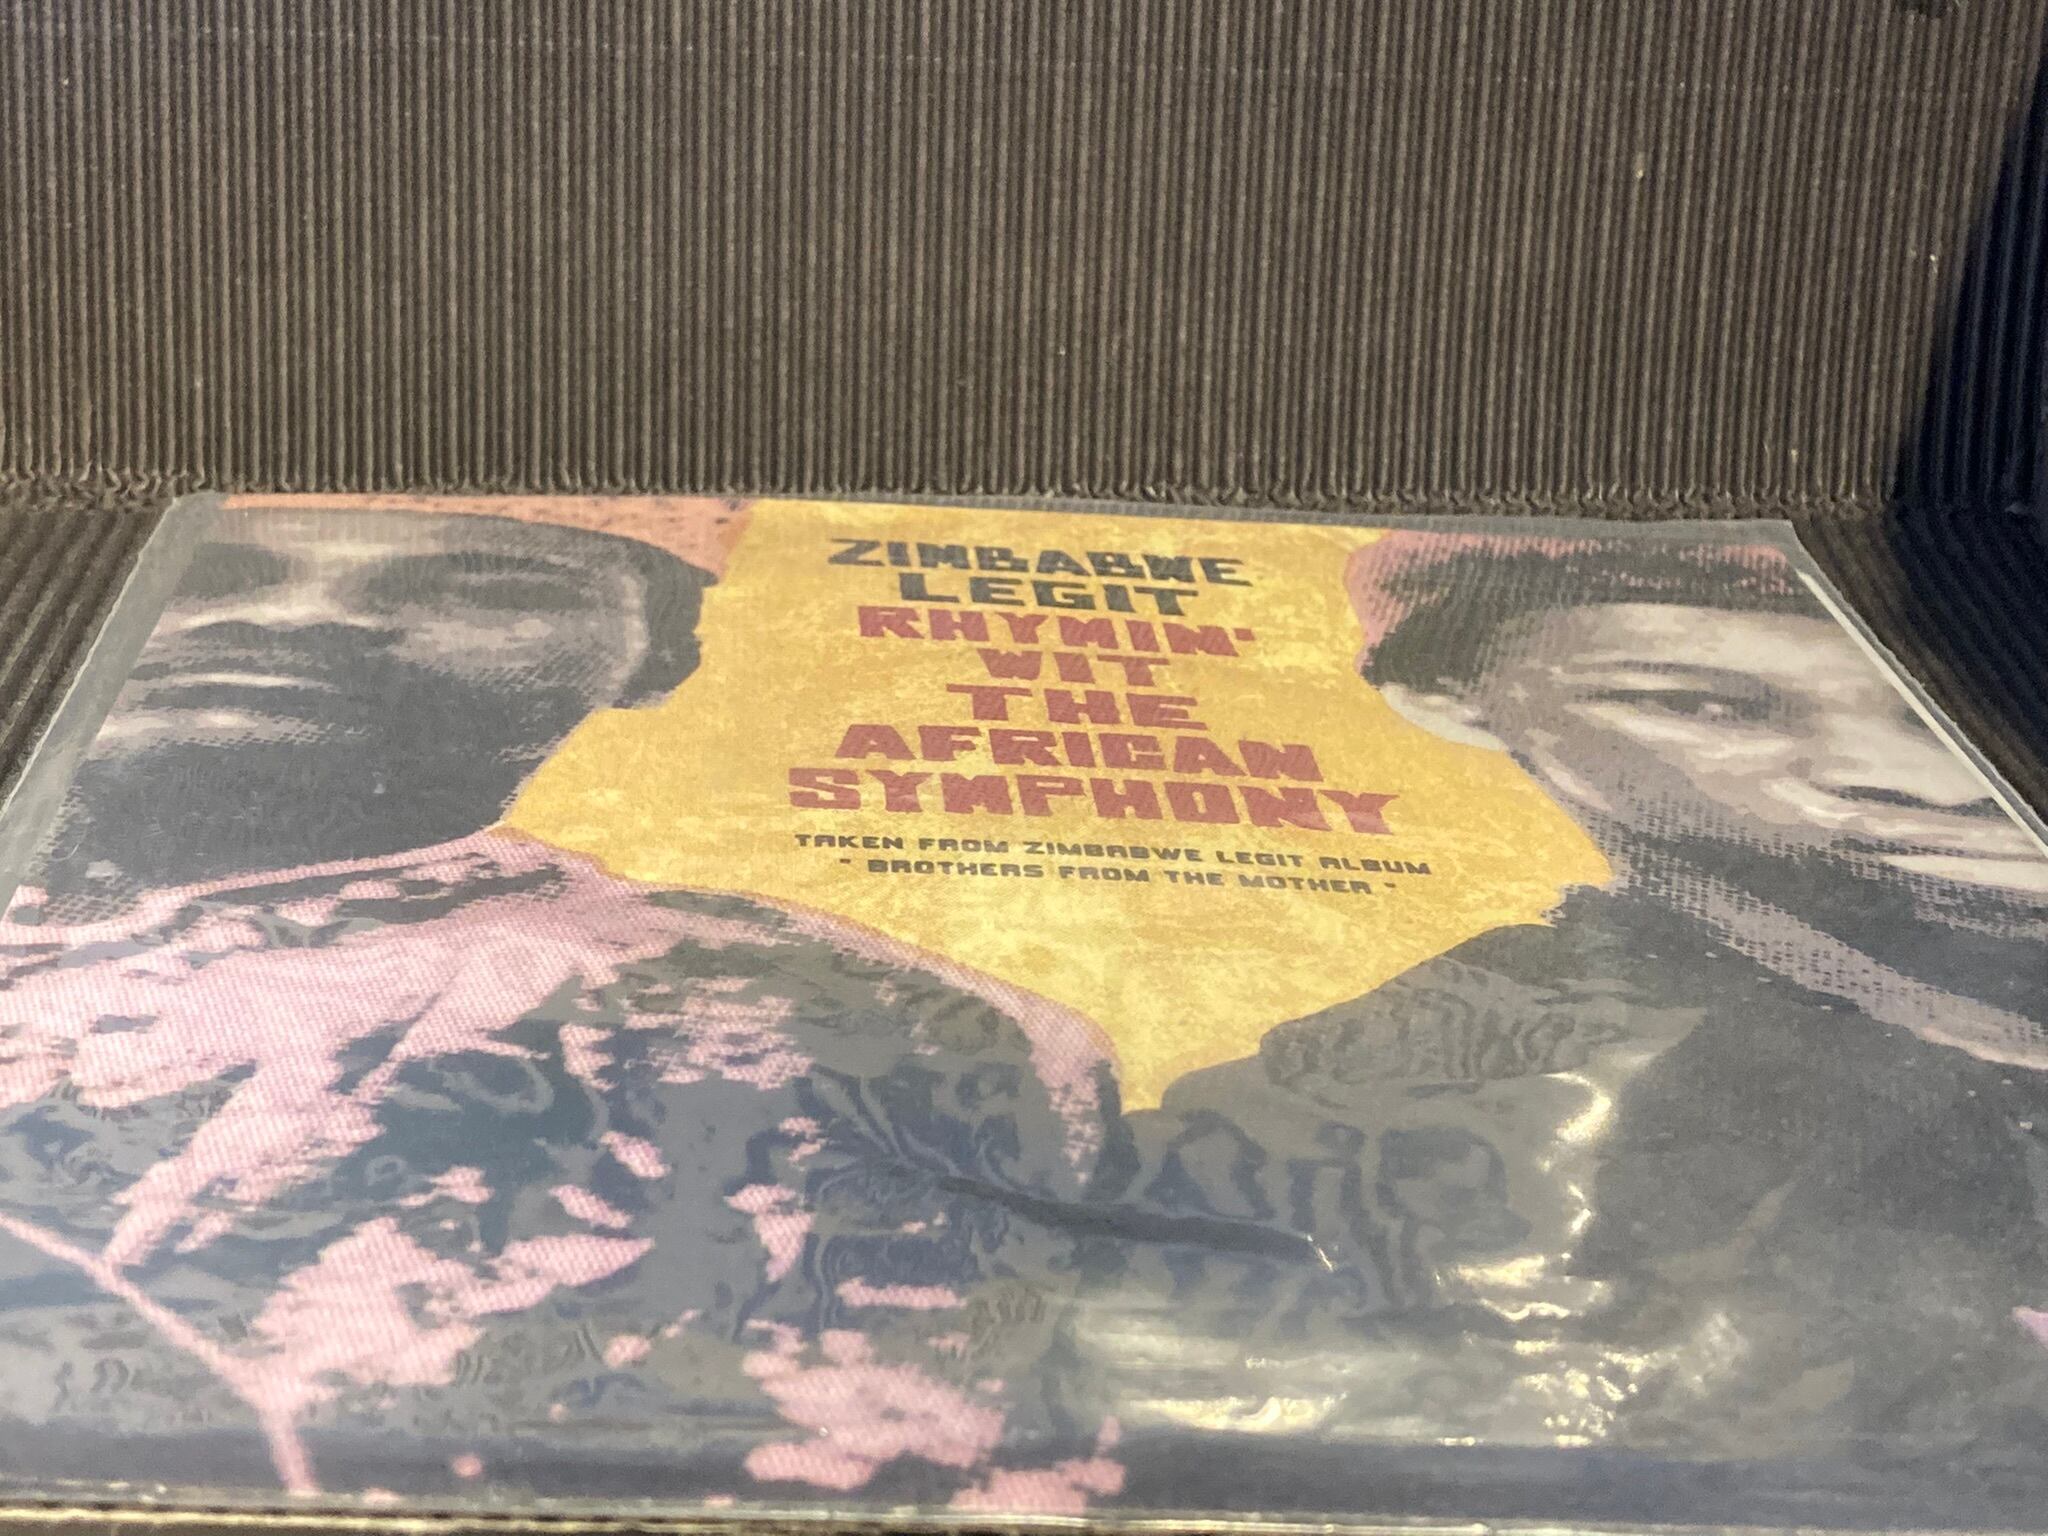 ZIMBABWE
LEGIT
RHYMIN'
WIT
THE
AFRICAN
SYMPHONY
TAKEN FROM ZIMBABWE LEGIT ALBUM
" BROTHERS FROM THE MOTHER "